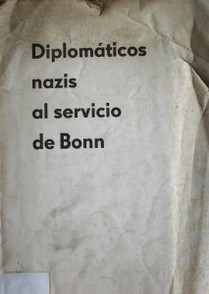 Diplomáticos
nazis
al servicio
de Bonn